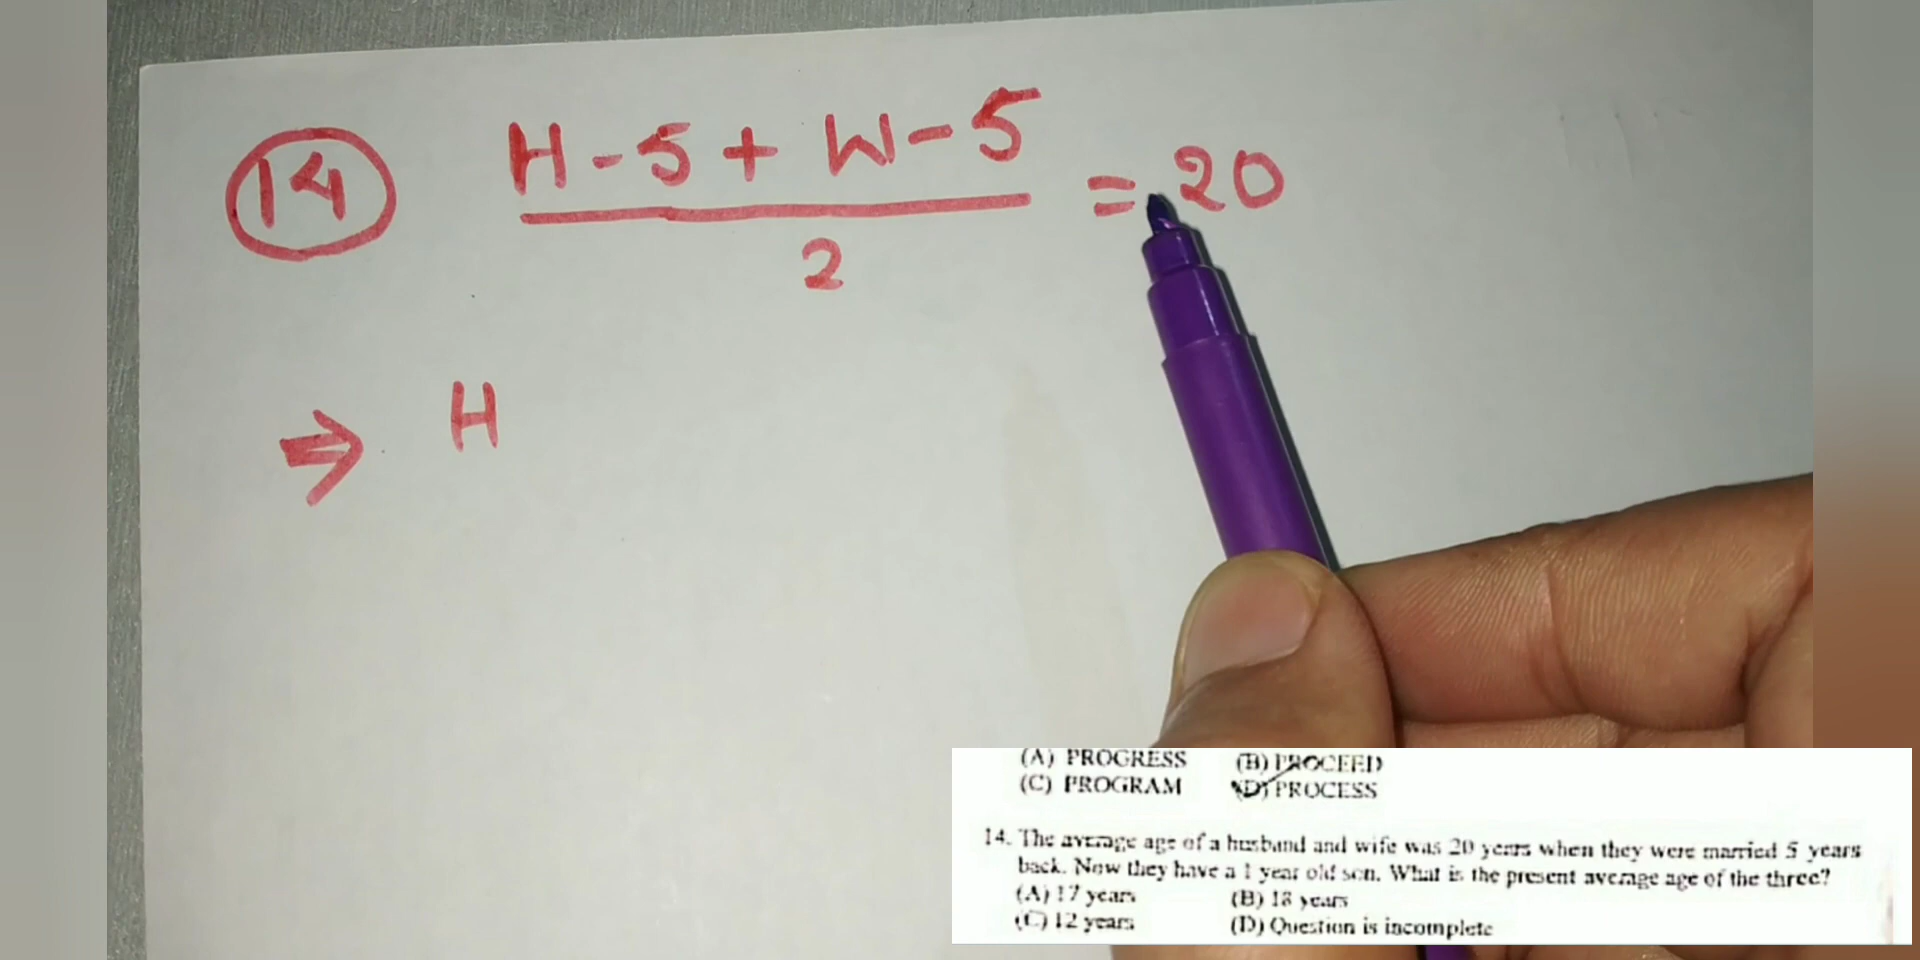 14
H-5+W-5
= 20
2
⇒ H
(A) PROGRESS (B) PROCEED
(C) PROGRAM (D) PROCESS
14. The average age of a husband and wife was 20 years when they were married 5 years
back. Now they have a 1 year old son. What is the present average age of the three?
(A) 17 years (B) 18 years
(C) 12 years (D) Question is incomplete